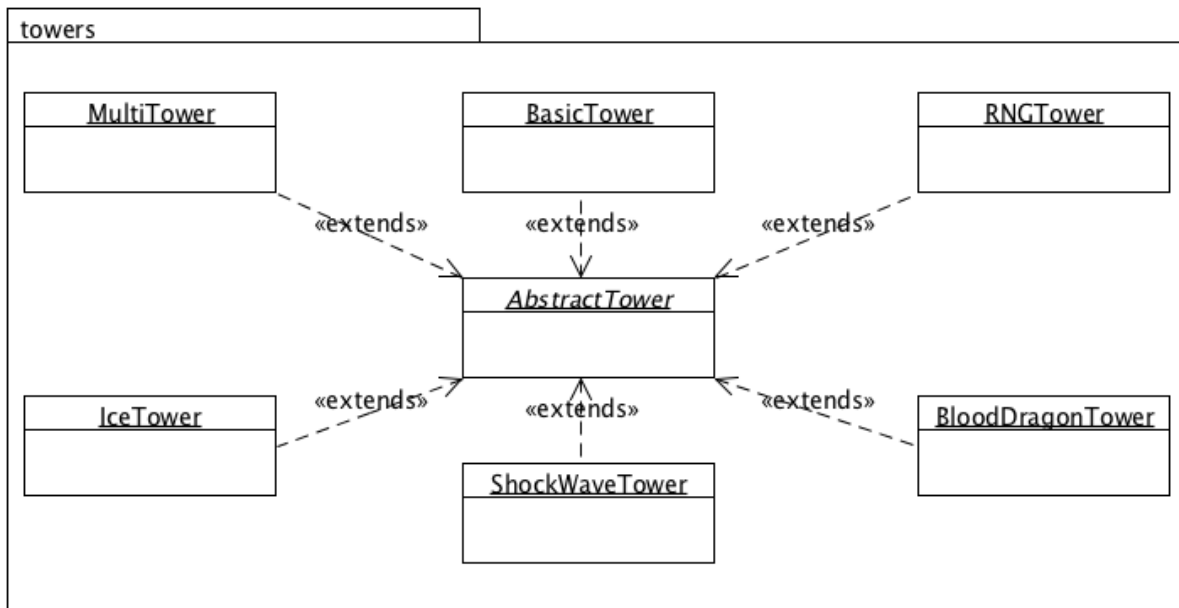 towers
MultiTower
BasicTower
RNGTower
«extends»
«extends»
«extends»
AbstractTower
«extends»
«extends»
«extends»
IceTower
BloodDragonTower
ShockWaveTower